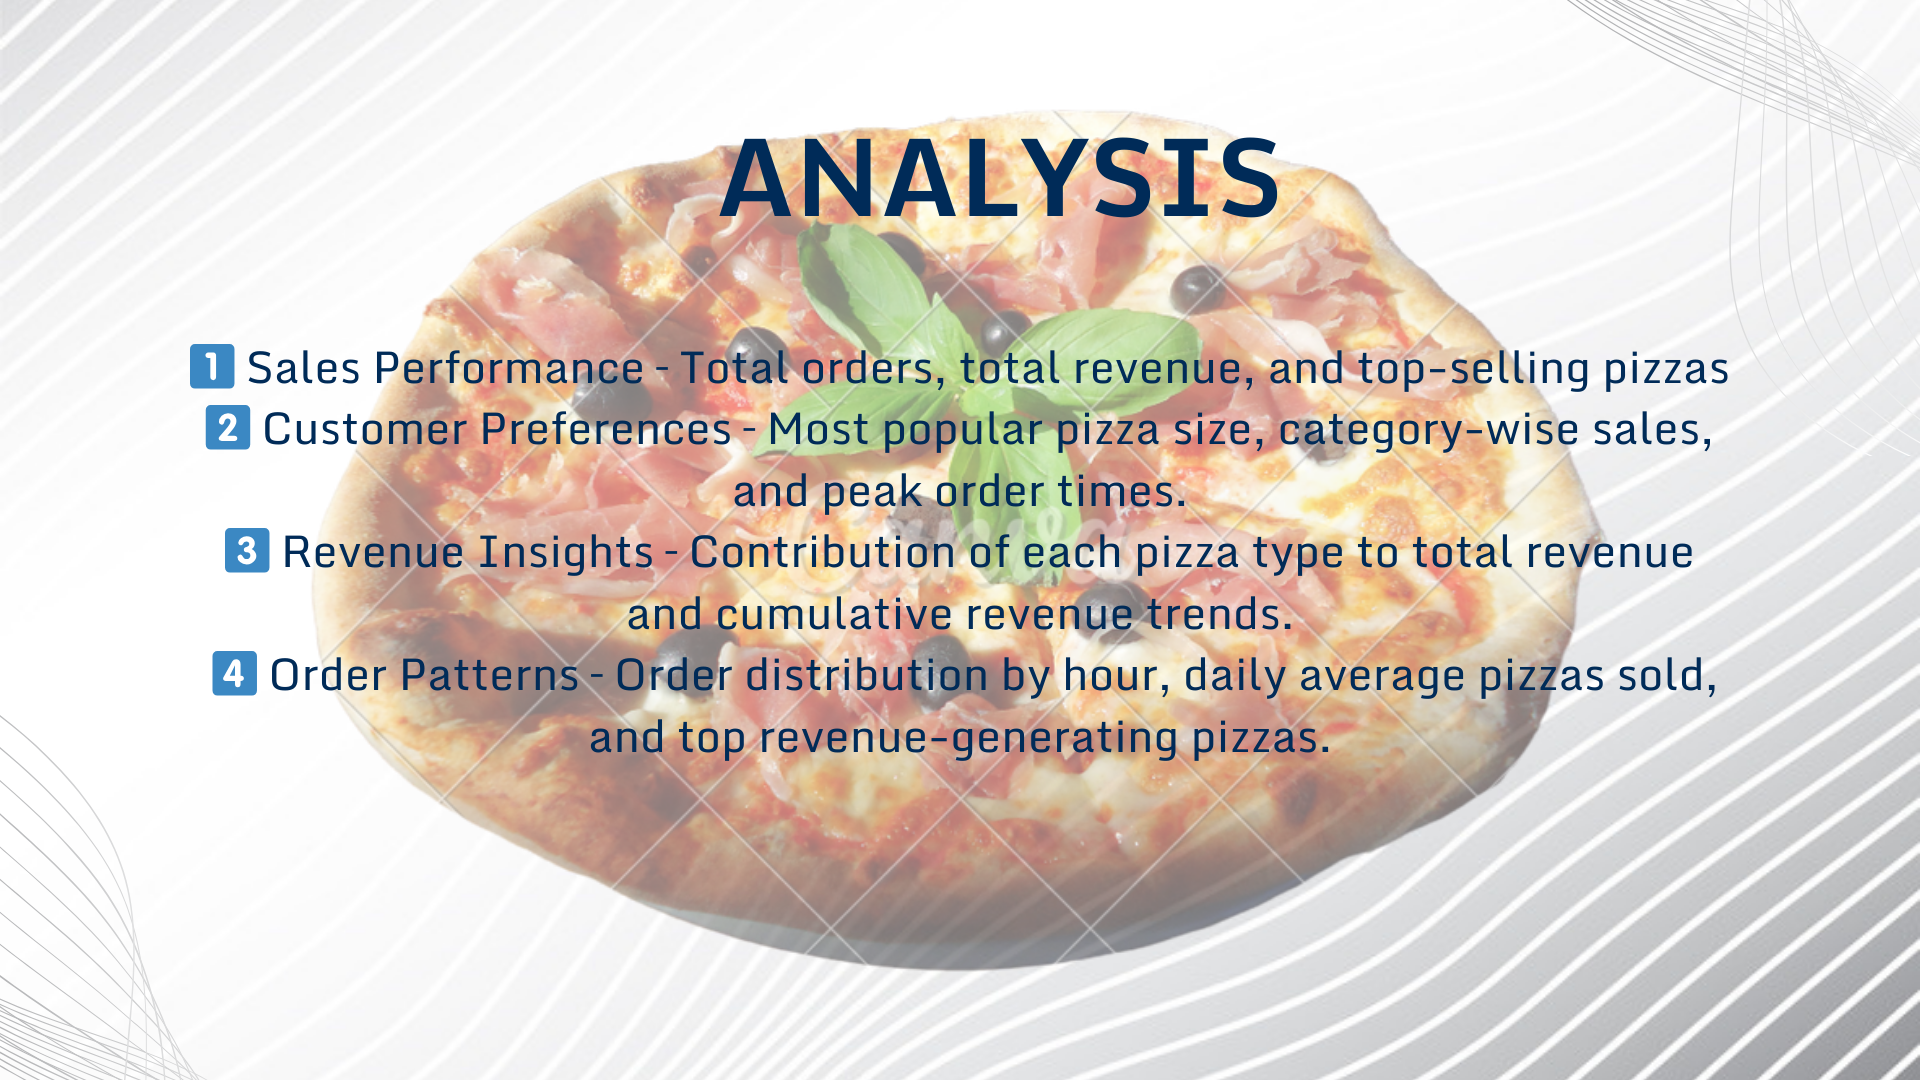 ANALYSIS
1️⃣ Sales Performance - Total orders, total revenue, and top-selling pizzas
2️⃣ Customer Preferences - Most popular pizza size, category-wise sales,
and peak order times.
3️⃣ Revenue Insights - Contribution of each pizza type to total revenue
and cumulative revenue trends.
4️⃣ Order Patterns - Order distribution by hour, daily average pizzas sold,
and top revenue-generating pizzas.